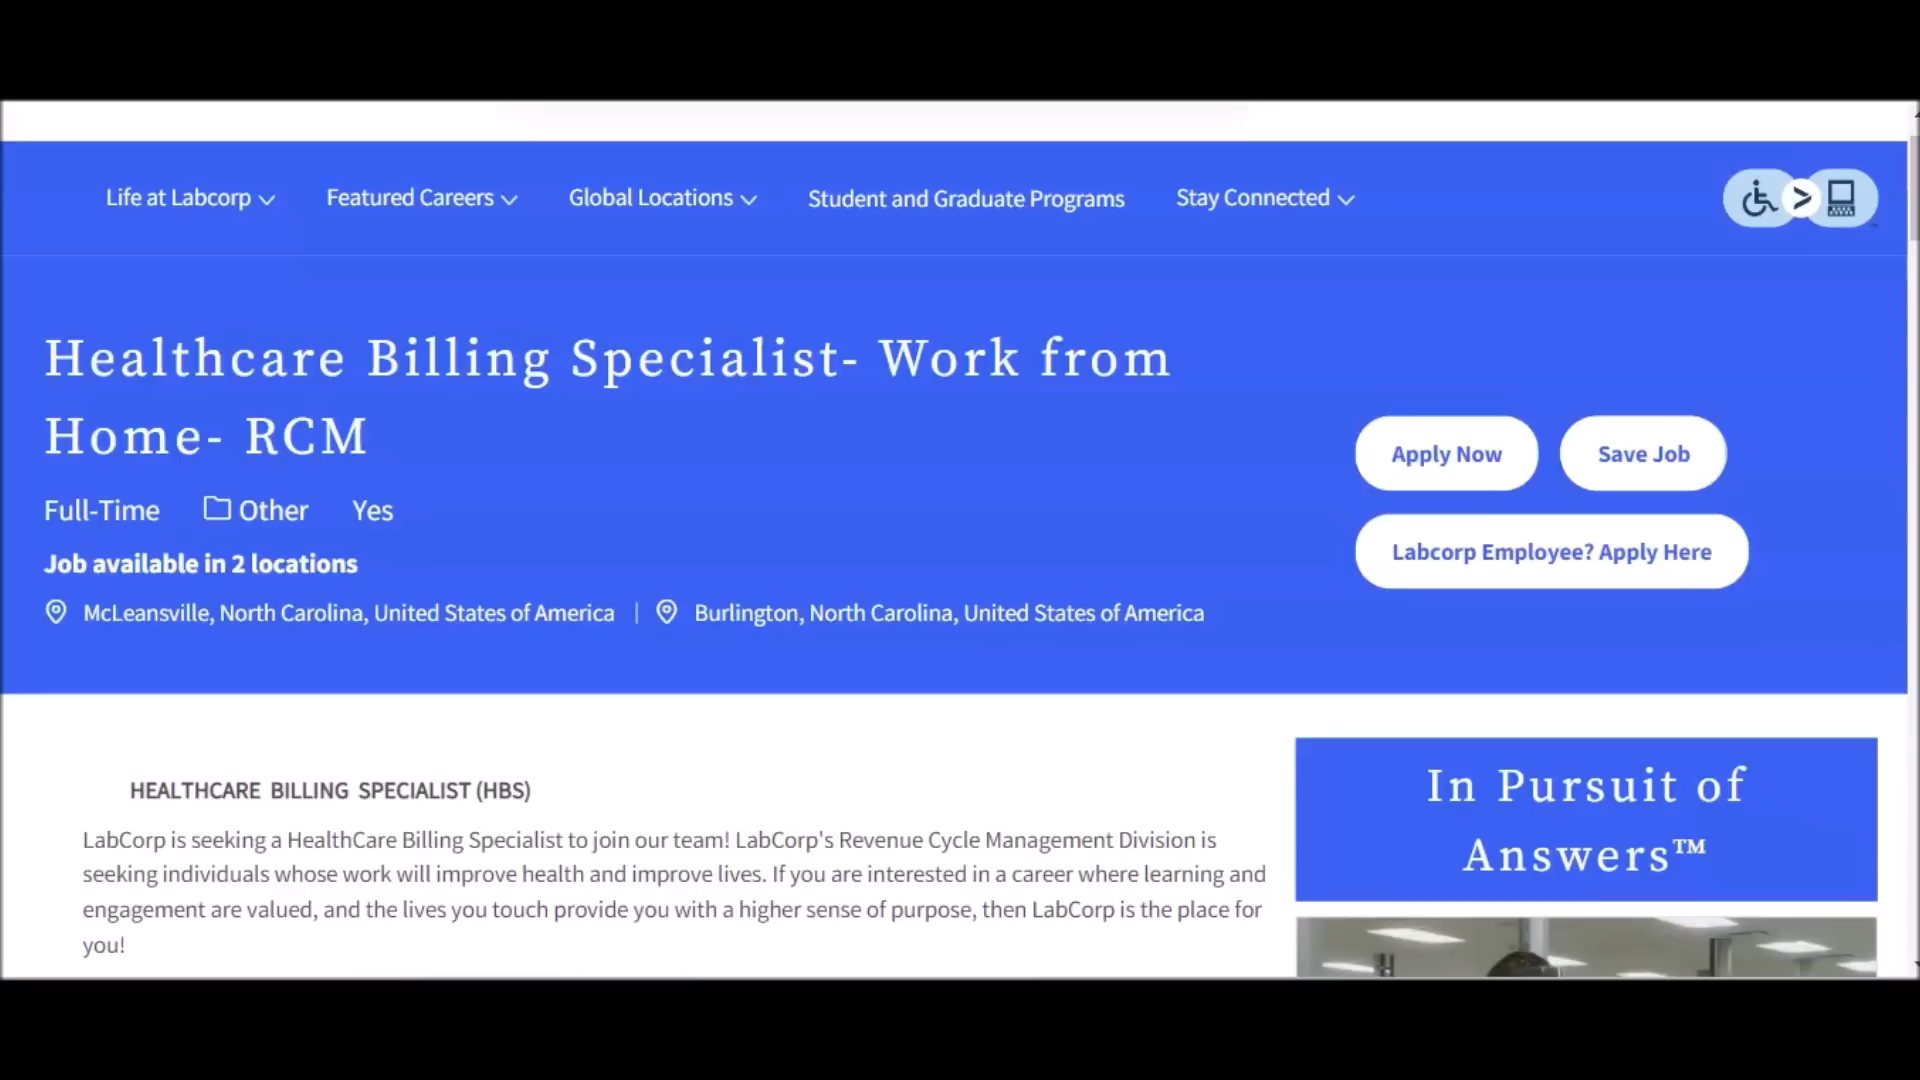 Life at Labcorp Featured Careers Global Locations Student and Graduate Programs Stay Connected
Healthcare Billing Specialist- Work from
Home- RCM
Full-Time Other Yes
Job available in 2 locations
McLeansville, North Carolina, United States of America | Burlington, North Carolina, United States of America
Apply Now Save Job
Labcorp Employee? Apply Here
HEALTHCARE BILLING SPECIALIST (HBS)
LabCorp is seeking a HealthCare Billing Specialist to join our team! LabCorp's Revenue Cycle Management Division is
seeking individuals whose work will improve health and improve lives. If you are interested in a career where learning and
engagement are valued, and the lives you touch provide you with a higher sense of purpose, then LabCorp is the place for
you!
In Pursuit of
Answers™